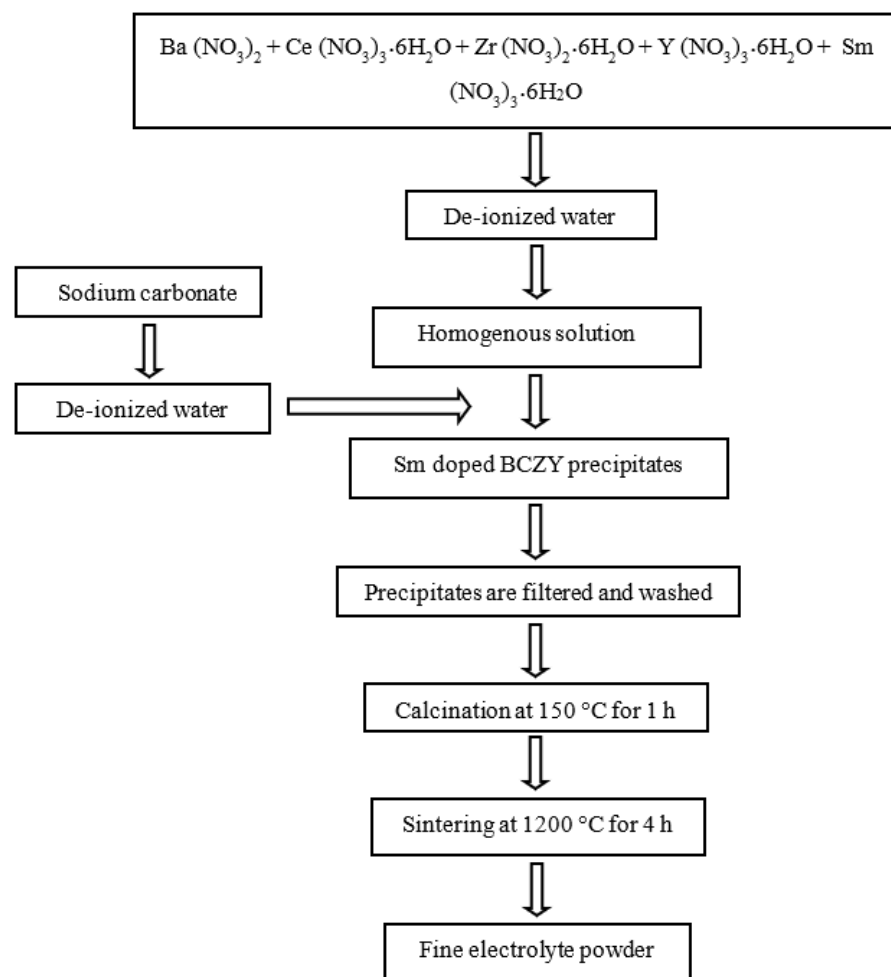 Ba (NO₃)₂ + Ce (NO₃)₃.6H₂O + Zr (NO₃)₂.6H₂O + Y (NO₃)₃.6H₂O + Sm
(NO₃)₃.6H₂O
De-ionized water
Sodium carbonate
Homogenous solution
De-ionized water
Sm doped BCZY precipitates
Precipitates are filtered and washed
Calcination at 150 °C for 1 h
Sintering at 1200 °C for 4 h
Fine electrolyte powder